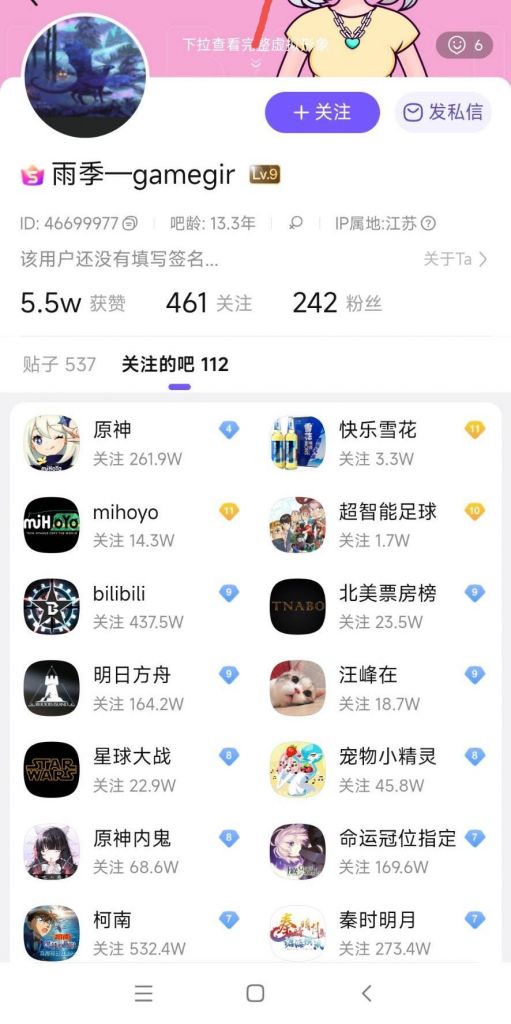 下拉查看完整虚拟形象
6
关注
发私信
雨季—gamegir Lv.9
ID: 46699977 吧龄: 13.3年 IP属地:江苏
该用户还没有填写签名... 关于Ta
5.5w 获赞 461 关注 242 粉丝
贴子 537 关注的吧 112
原神 4 快乐雪花 11
关注 261.9W 关注 3.3W
mihoyo 11 超智能足球 10
关注 14.3W 关注 1.7W
bilibili 9 北美票房榜 9
关注 437.5W 关注 23.5W
明日方舟 9 汪峰在 9
关注 164.2W 关注 18.7W
星球大战 8 宠物小精灵 8
关注 22.9W 关注 45.8W
原神内鬼 8 命运冠位指定 7
关注 68.6W 关注 169.6W
柯南 7 秦时明月 7
关注 532.4W 关注 273.4W
miHoYo
miHoYo
TNABO
STAR WARS